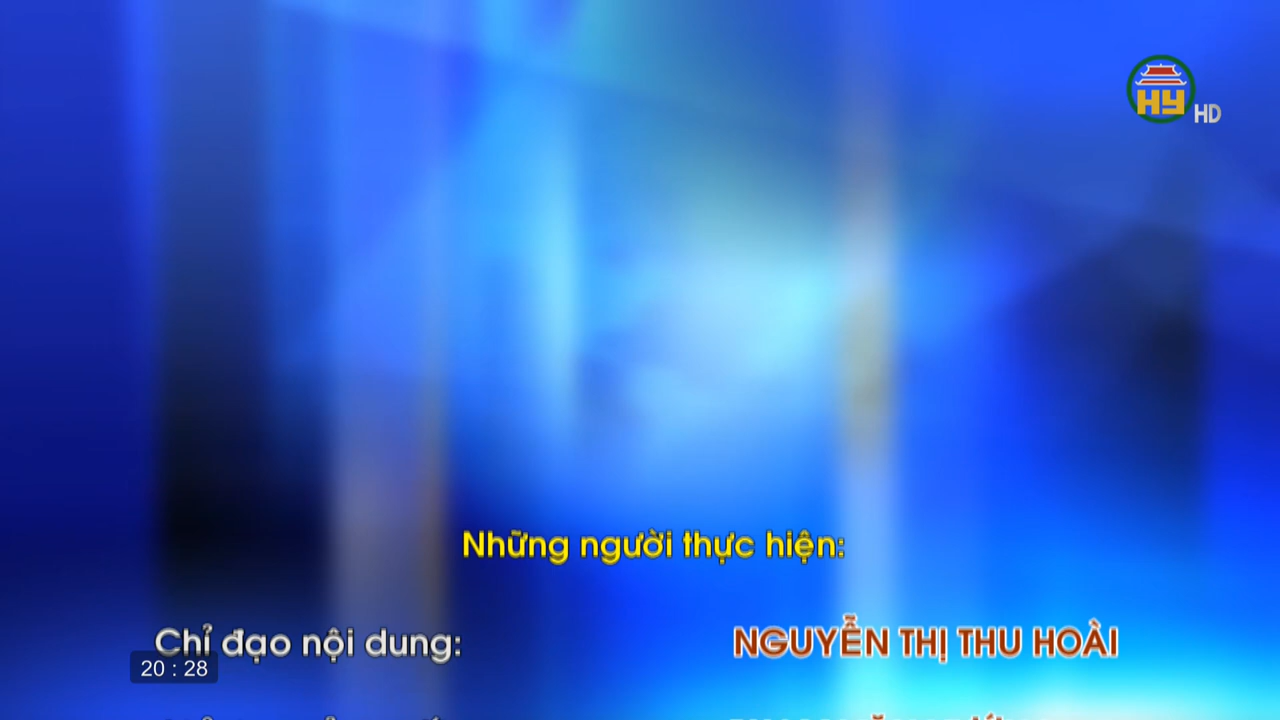 HY
HD
Những người thực hiện:
Chỉ đạo nội dung:
NGUYỄN THỊ THU HOÀI
20 : 28